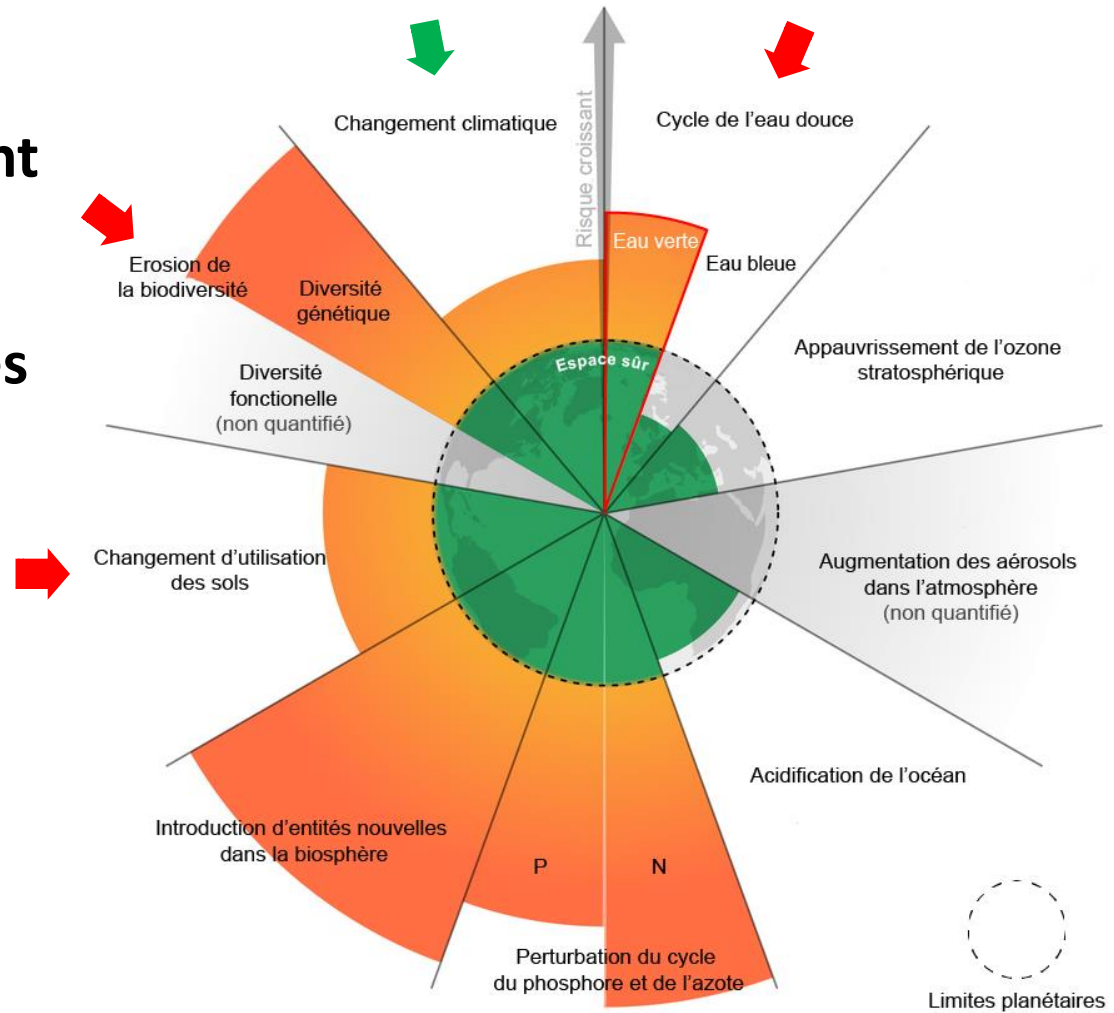 nt
es
Risque croissant
Changement climatique
Cycle de l'eau douce
Eau verte
Eau bleue
Espace sûr
Appauvrissement de l'ozone
stratosphérique
Augmentation des aérosols
dans l'atmosphère
(non quantifié)
Acidification de l'océan
N
P
Perturbation du cycle
du phosphore et de l'azote
Introduction d'entités nouvelles
dans la biosphère
Changement d'utilisation
des sols
Diversité
fonctionelle
(non quantifié)
Erosion de
la biodiversité
Diversité
génétique
Limites planétaires